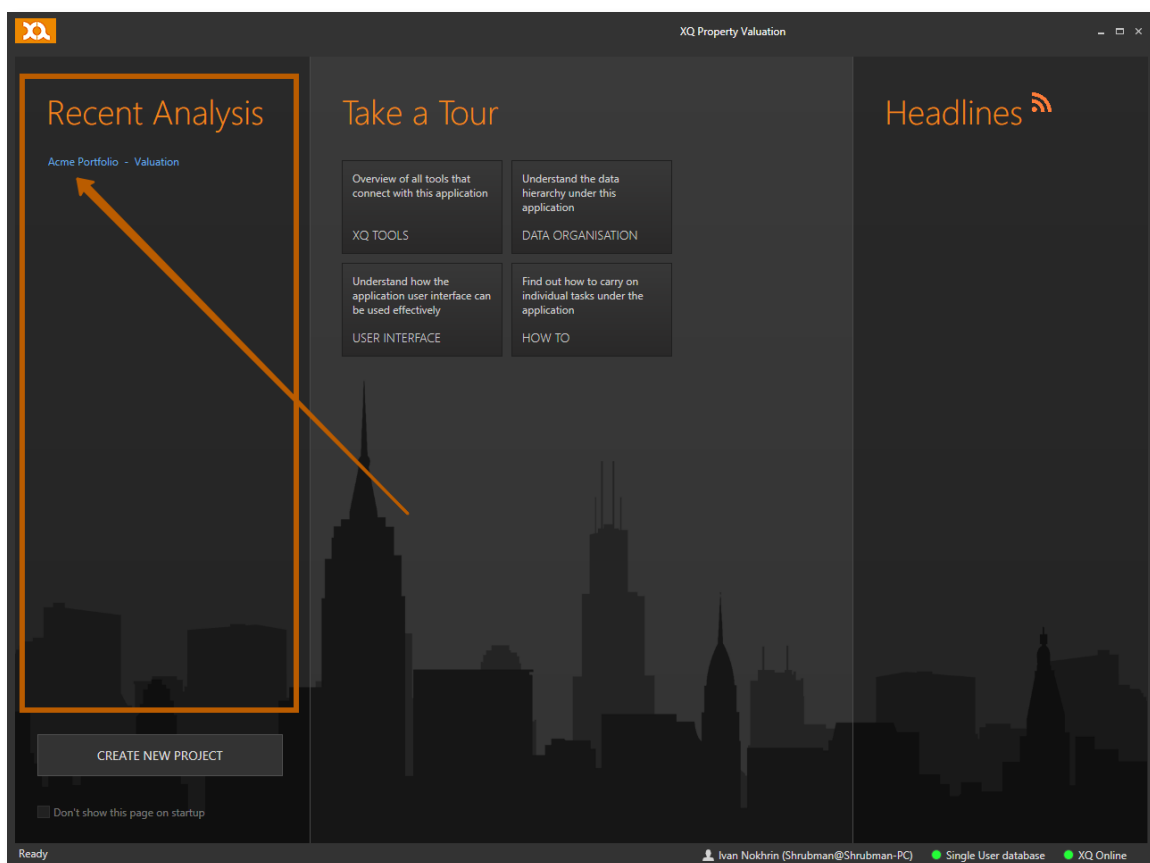 XQ
XQ Property Valuation
Recent Analysis
Acme Portfolio - Valuation
CREATE NEW PROJECT
Don't show this page on startup
Take a Tour
Overview of all tools that
connect with this application
XQ TOOLS
Understand the data
hierarchy under this
application
DATA ORGANISATION
Understand how the
application user interface can
be used effectively
USER INTERFACE
Find out how to carry on
individual tasks under the
application
HOW TO
Headlines
Ready
Ivan Nokhrin (Shrubman@Shrubman-PC)
Single User database
XQ Online